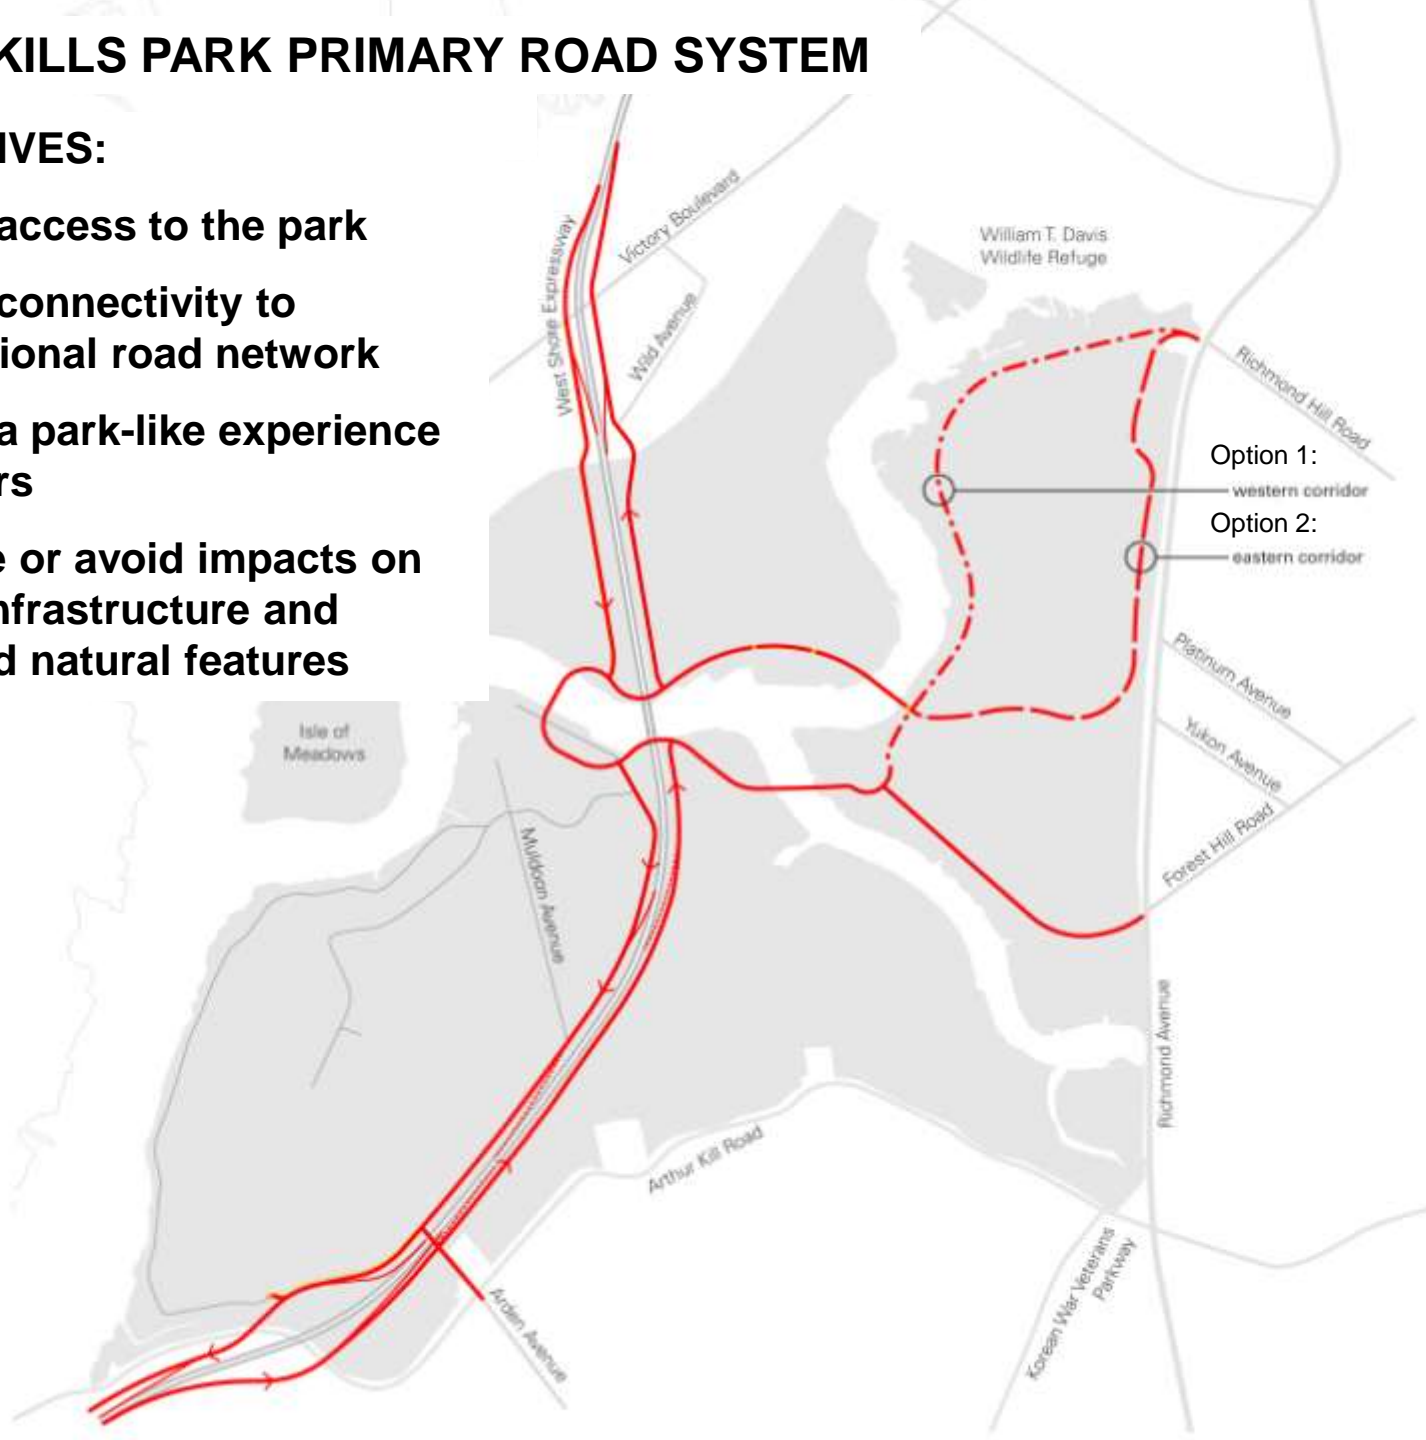 KILLS PARK PRIMARY ROAD SYSTEM
IVES:
access to the park
connectivity to
ional road network
a park-like experience
rs
e or avoid impacts on
nfrastructure and
d natural features
West Shore Expressway
Victory Boulevard
Wild Avenue
William T. Davis
Wildlife Refuge
Richmond Hill Road
Option 1:
western corridor
Option 2:
eastern corridor
Platinum Avenue
Yukon Avenue
Forest Hill Road
Isle of
Meadows
Muldoon Avenue
Richmond Avenue
Arthur Kill Road
Arden Avenue
Korean War Veterans
Parkway